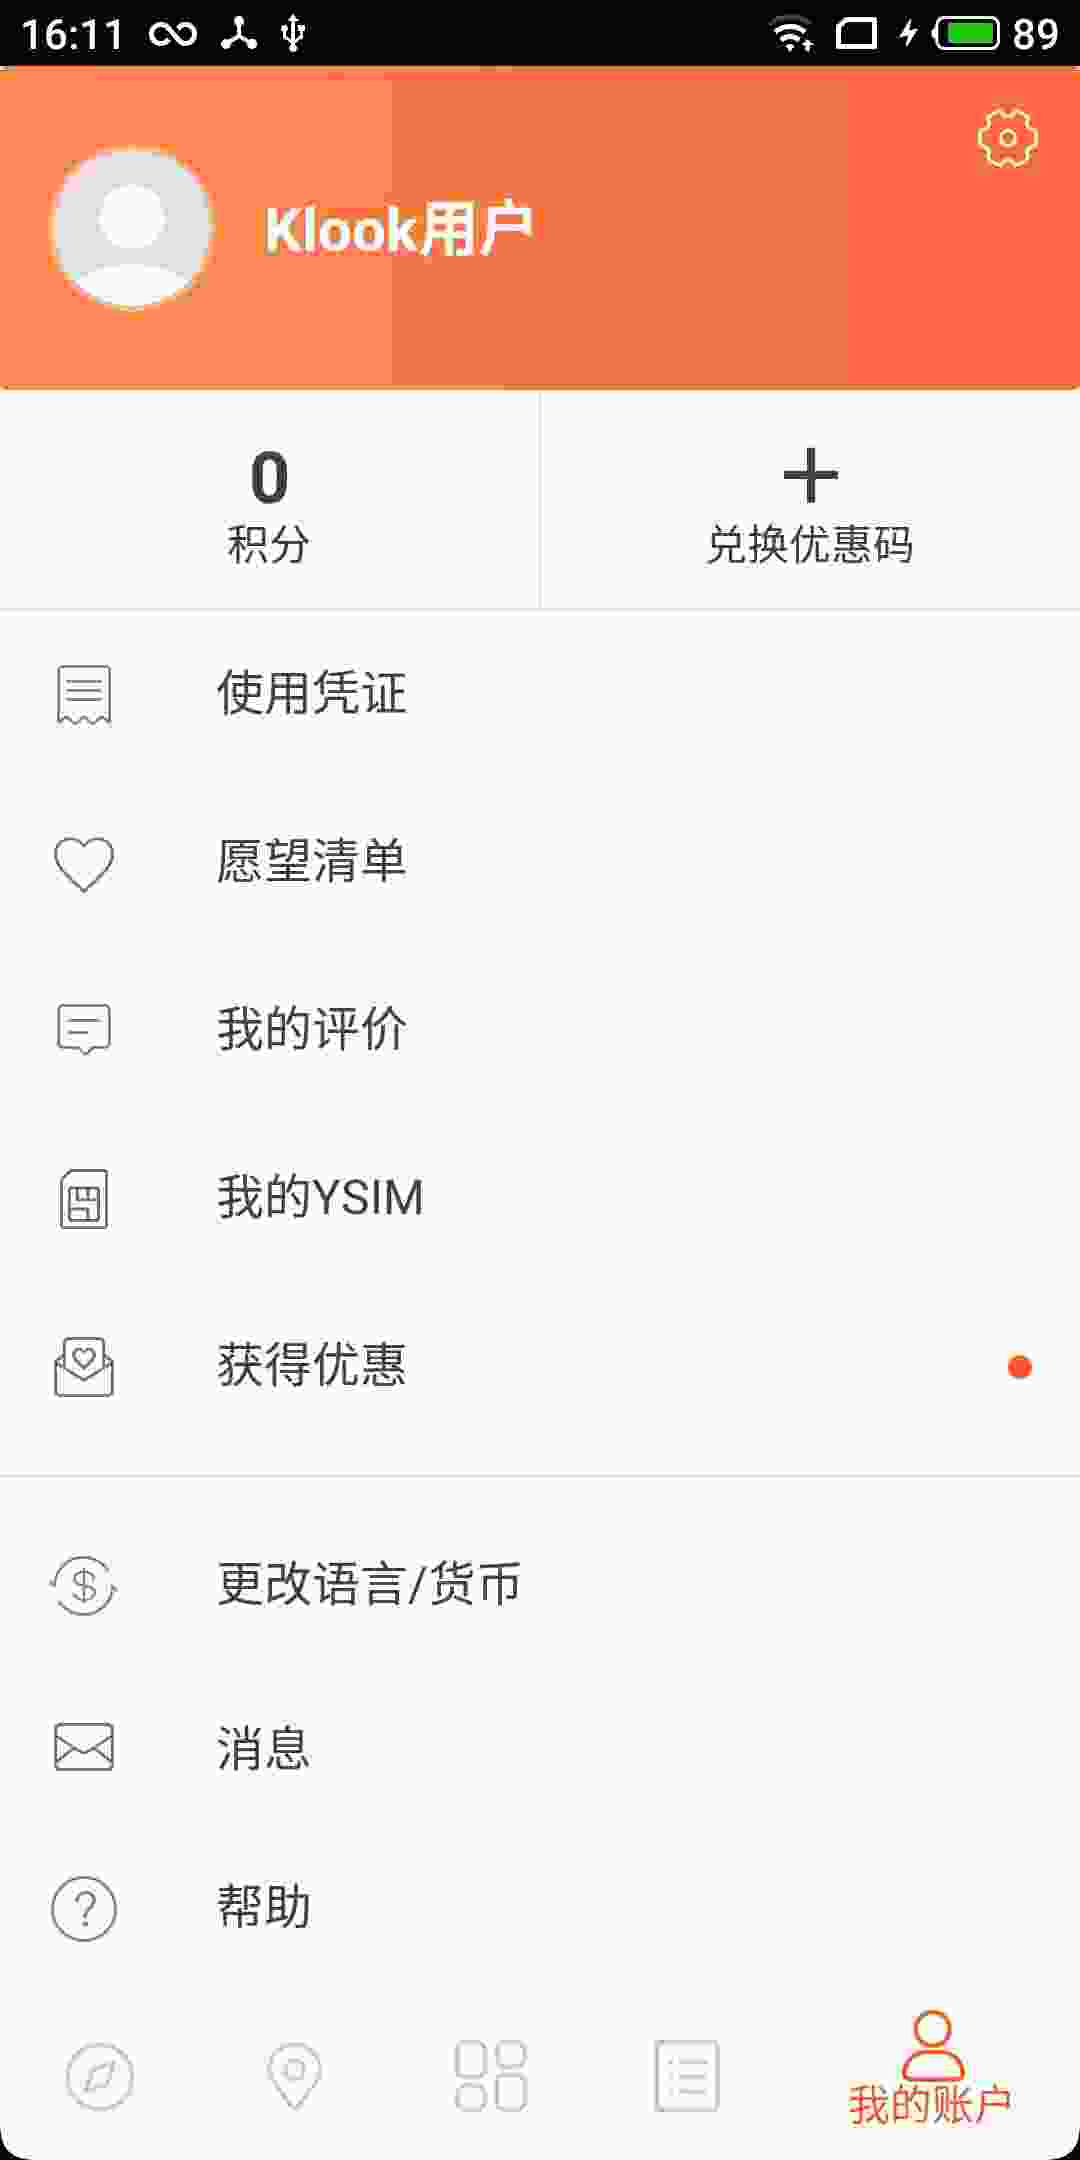 16:11
89
Klook用户
0
积分
兑换优惠码
使用凭证
愿望清单
我的评价
我的YSIM
获得优惠
更改语言/货币
消息
帮助
我的账户